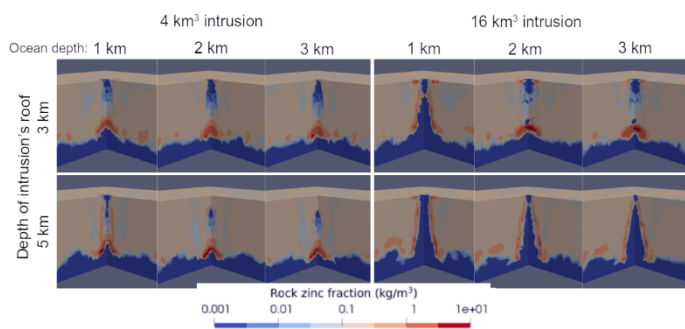 4 km³ intrusion 16 km³ intrusion
Ocean depth: 1 km 2 km 3 km 1 km 2 km 3 km
Depth of intrusion's roof
3 km
5 km
Rock zinc fraction (kg/m³)
0.001 0.01 0.1 1 1e+01